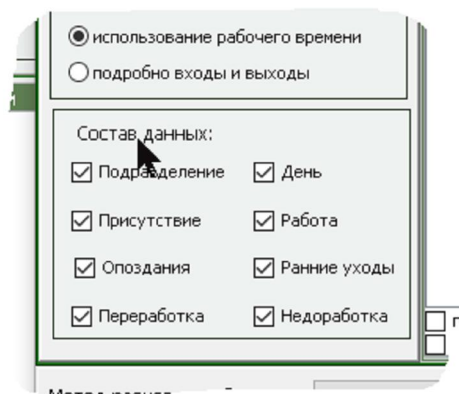 использование рабочего времени
подробно входы и выходы
Состав данных:
Подразделение День
Присутствие Работа
Опоздания Ранние уходы
Переработка Недоработка